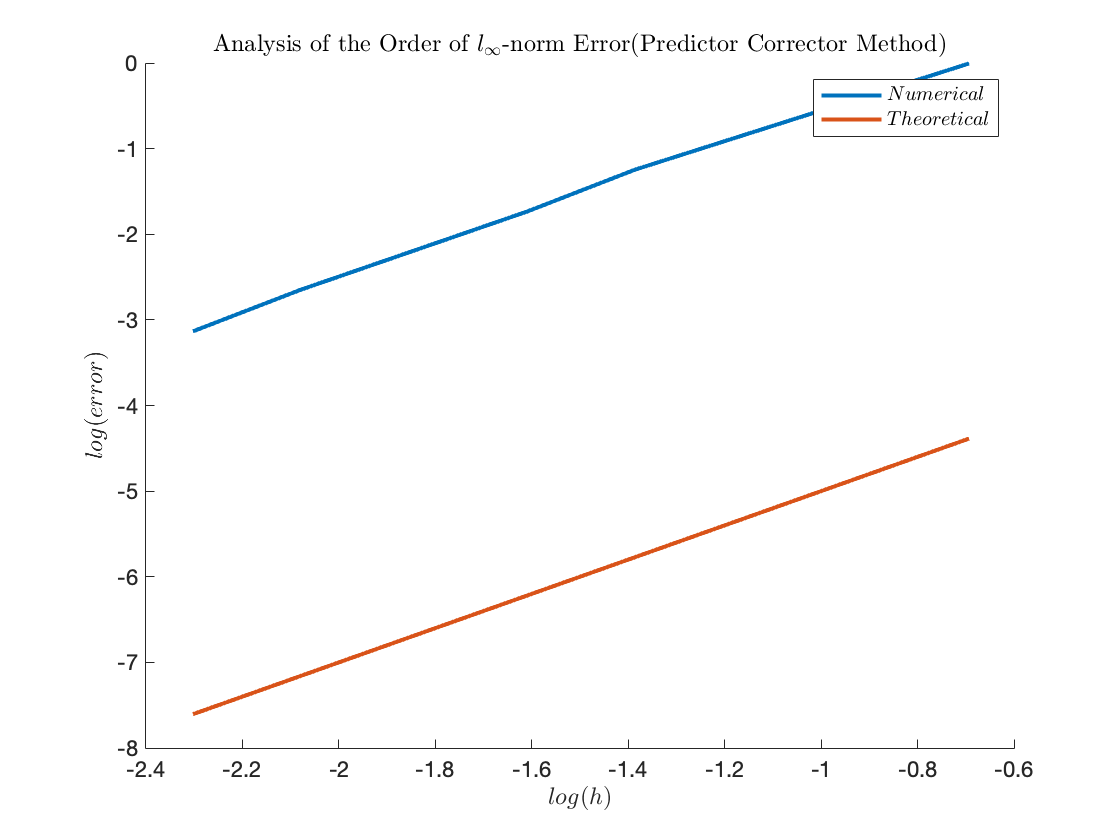 Analysis of the Order of l∞-norm Error(Predictor Corrector Method)
0
-1
-2
-3
-4
-5
-6
-7
-8
log(error)
Numerical
Theoretical
-2.4 -2.2 -2 -1.8 -1.6 -1.4 -1.2 -1 -0.8 -0.6
log(h)